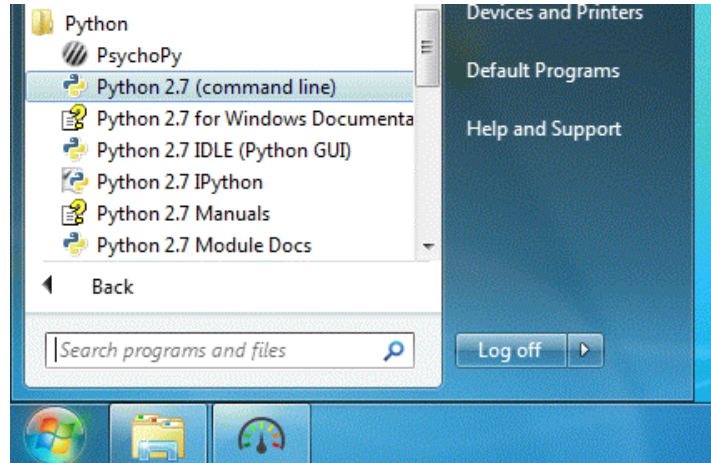 Python
PsychoPy
Python 2.7 (command line)
Python 2.7 for Windows Documenta
Python 2.7 IDLE (Python GUI)
Python 2.7 IPython
Python 2.7 Manuals
Python 2.7 Module Docs
Back
Search programs and files
Devices and Printers
Default Programs
Help and Support
Log off